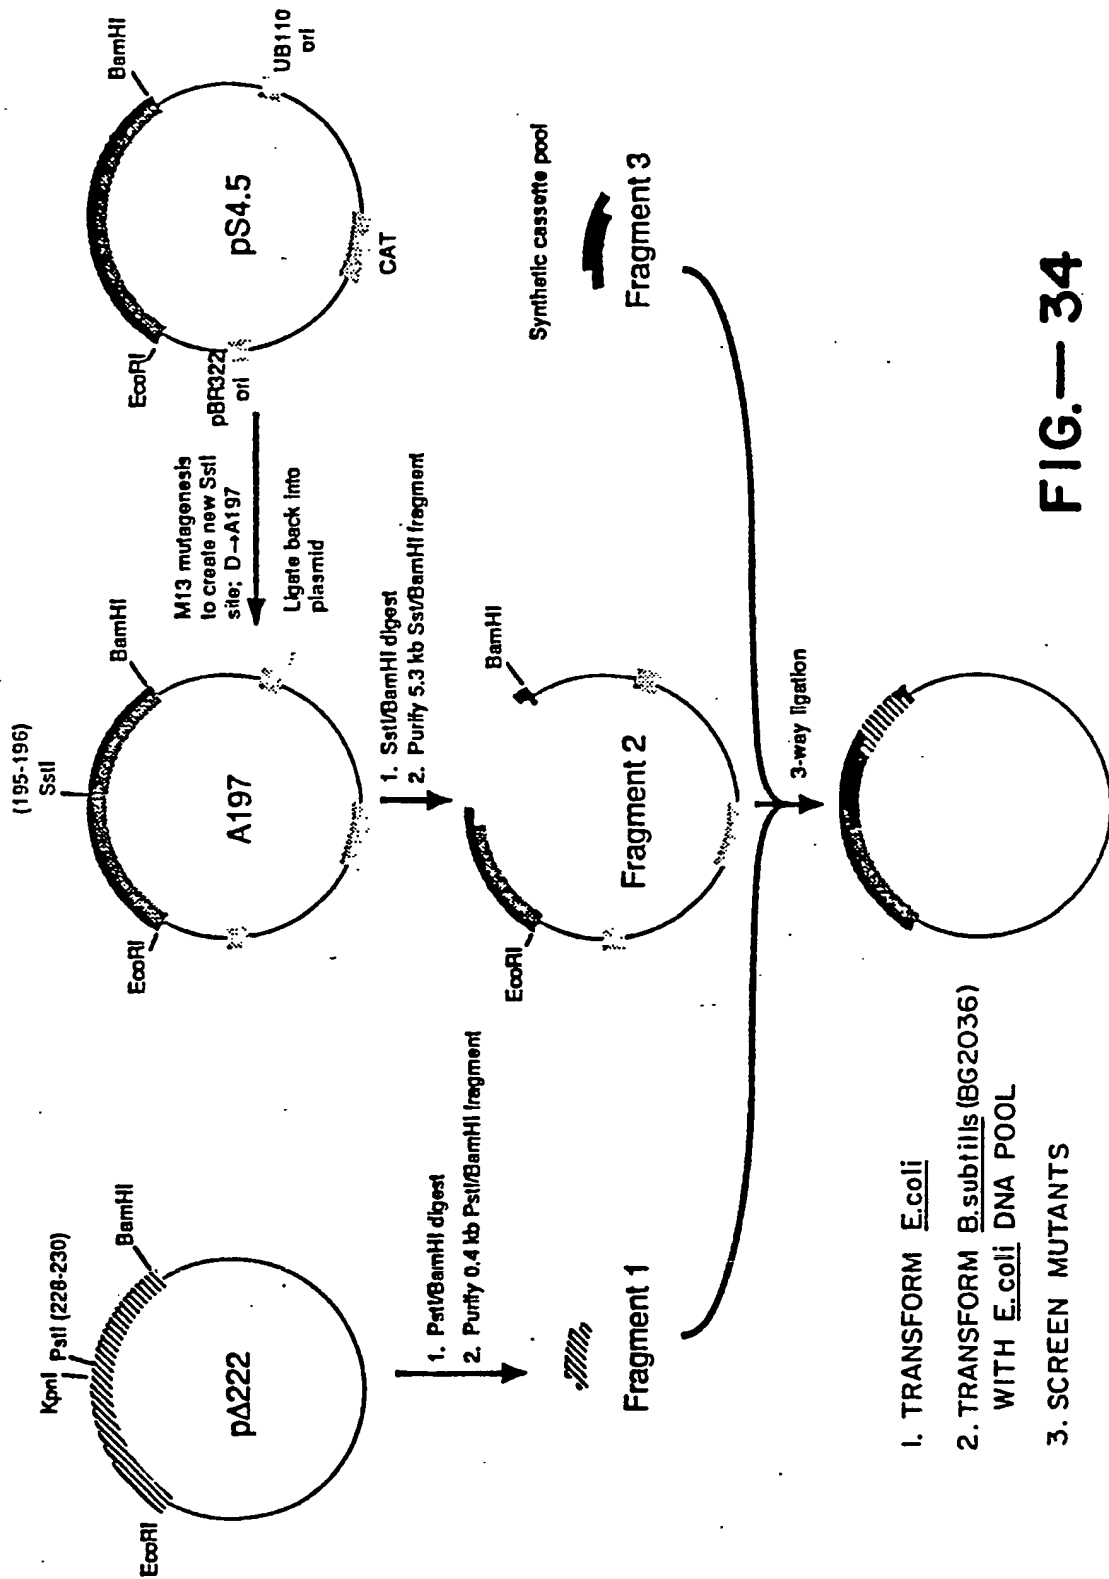 EcoRI
KpnI
PstI (228-230)
BamHI
pΔ222
1. PstI/BamHI digest
2. Purify 0.4 kb PstI/BamHI fragment
Fragment 1
(195-196)
SstI
EcoRI
BamHI
A197
1. SstI/BamHI digest
2. Purify 5.3 kb Sst/BamHI fragment
EcoRI
BamHI
Fragment 2
EcoRI
BamHI
pS4.5
pBR322
ori
UB110
ori
CAT
M13 mutagenesis
to create new SstI
site; D→A197
Ligate back into
plasmid
Synthetic cassette pool
Fragment 3
3-way ligation
1. TRANSFORM E.coli
2. TRANSFORM B.subtilis (BG2036)
WITH E.coli DNA POOL
3. SCREEN MUTANTS
FIG.—34